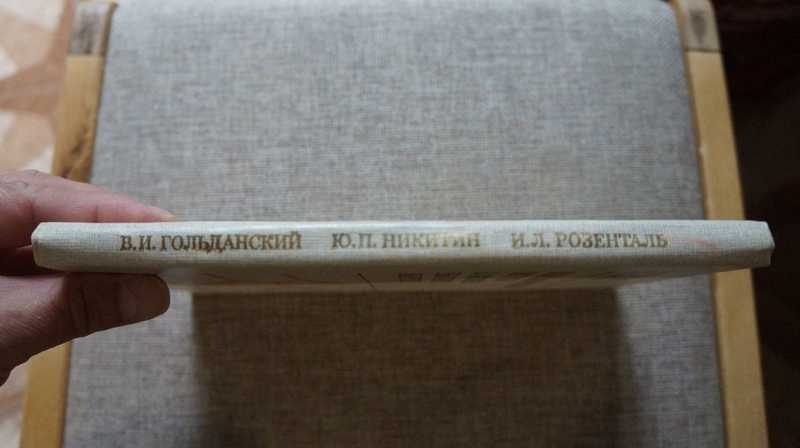 В.И. ГОЛЬДАНСКИЙ Ю.П. НИКИТИН И.Л. РОЗЕНТАЛЬ